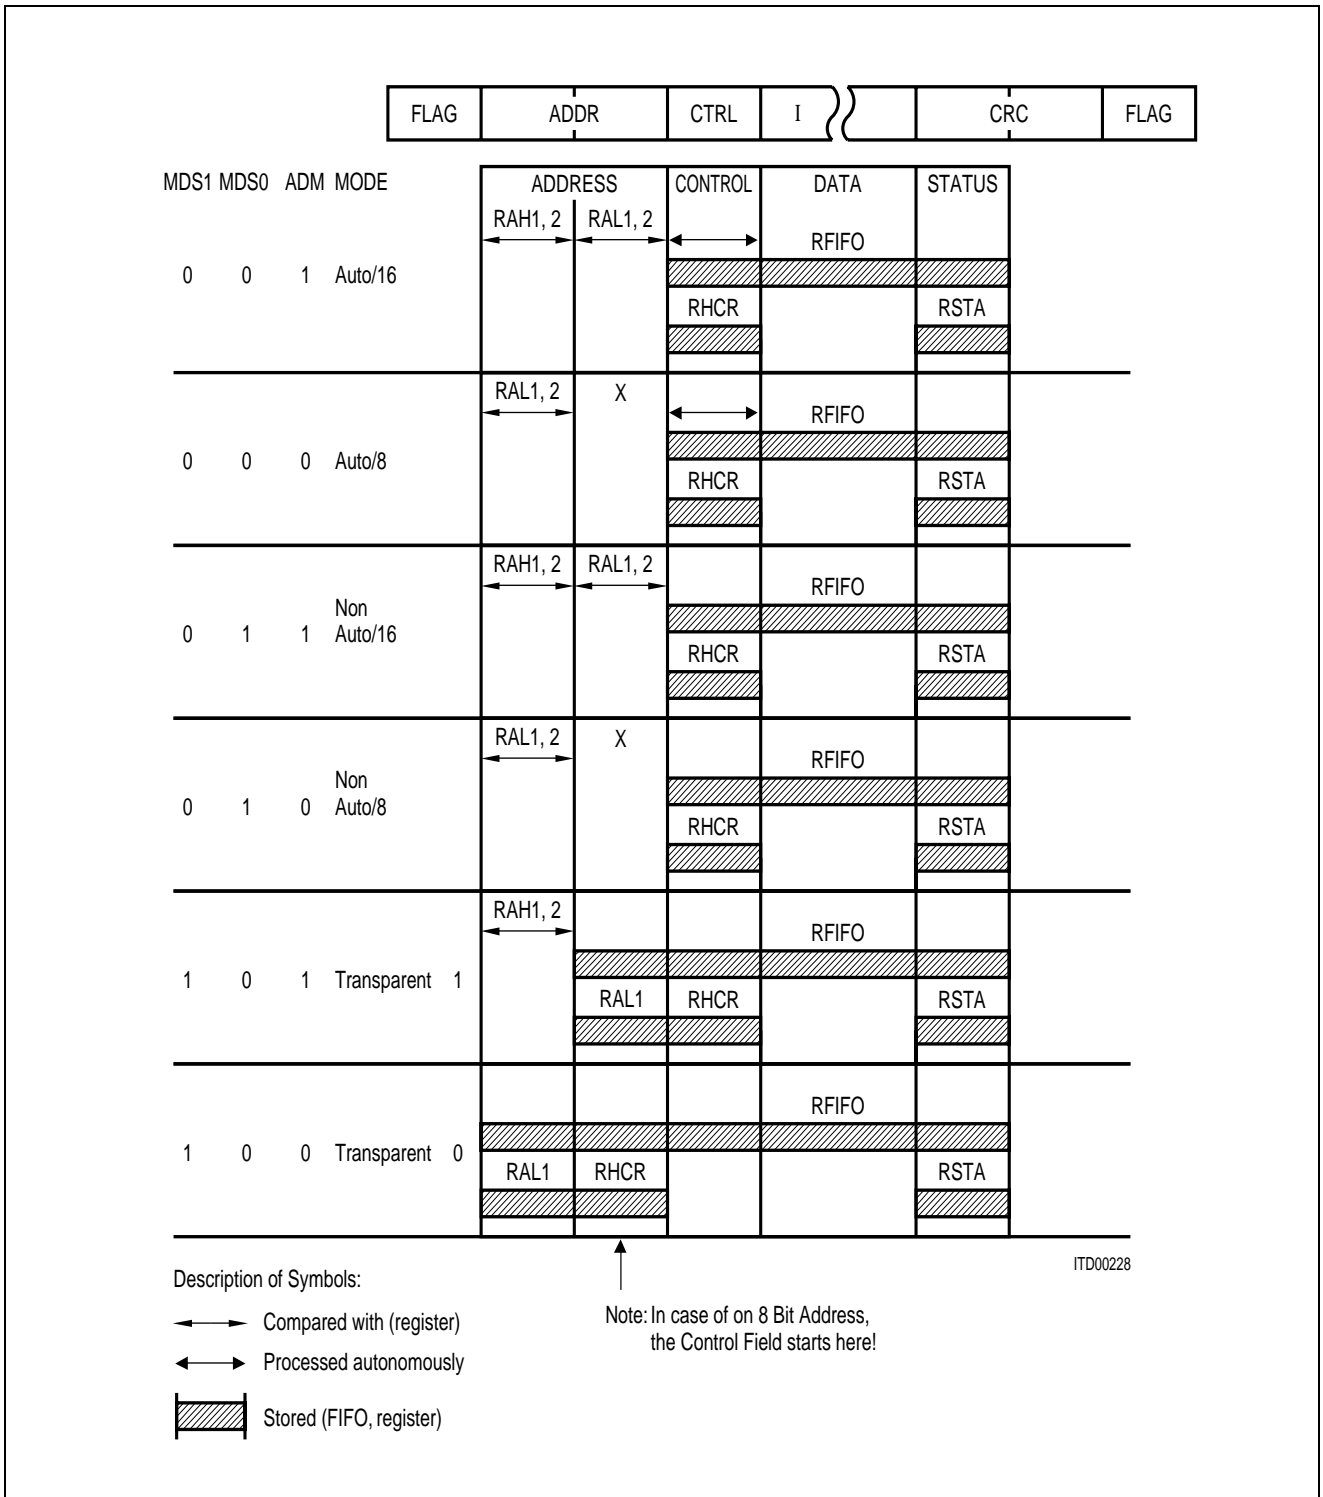 FLAG ADDR CTRL I CRC FLAG
MDS1 MDS0 ADM MODE ADDRESS CONTROL DATA STATUS
RAH1, 2 RAL1, 2
RFIFO
0 0 1 Auto/16
RHCR RSTA
RAL1, 2 X
RFIFO
0 0 0 Auto/8
RHCR RSTA
RAH1, 2 RAL1, 2
RFIFO
Non
0 1 1 Auto/16
RHCR RSTA
RAL1, 2 X
RFIFO
Non
0 1 0 Auto/8
RHCR RSTA
RAH1, 2
RFIFO
1 0 1 Transparent 1
RAL1 RHCR RSTA
RFIFO
1 0 0 Transparent 0
RAL1 RHCR RSTA
ITD00228
Description of Symbols:
Compared with (register)
Processed autonomously
Stored (FIFO, register)
Note: In case of on 8 Bit Address,
the Control Field starts here!